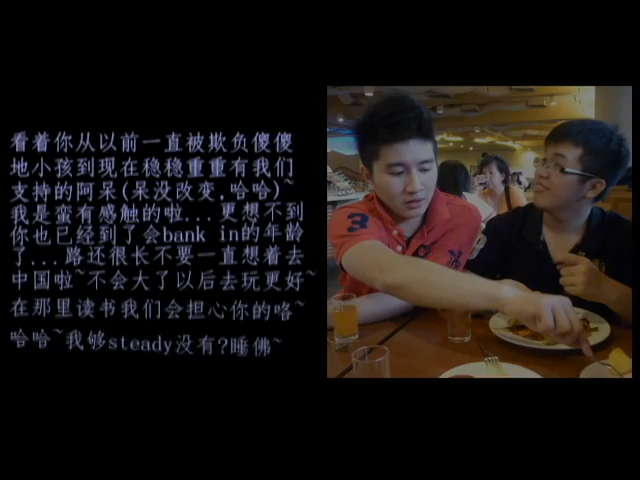 看着你从以前一直被欺负傻傻
地小孩到现在稳稳重重有我们
支持的阿呆(呆没改变,哈哈)~
我是蛮有感触的啦...更想不到
你也已经到了会bank in的年龄
了...路还很长不要一直想着去
中国啦~不会大了以后去玩更好~
在那里读书我们会担心你的咯~
哈哈~我够steady没有?睡佛~
3